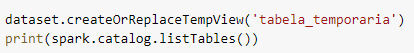 dataset.createOrReplaceTempView('tabela_temporaria')
print(spark.catalog.listTables())